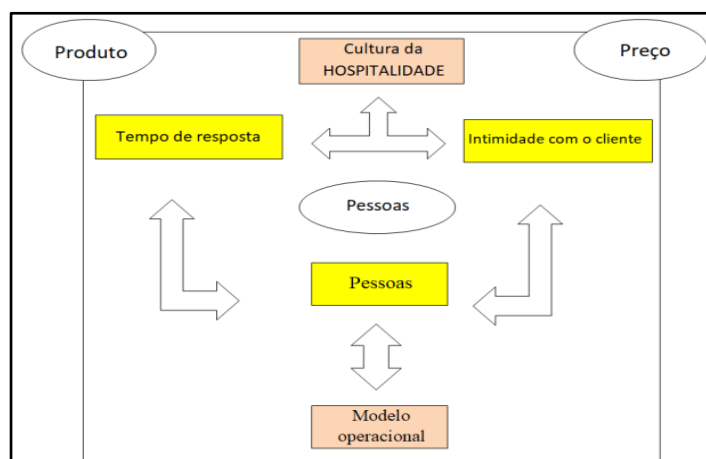 Produto
Cultura da
HOSPITALIDADE
Preço
Tempo de resposta
Intimidade com o cliente
Pessoas
Pessoas
Modelo
operacional